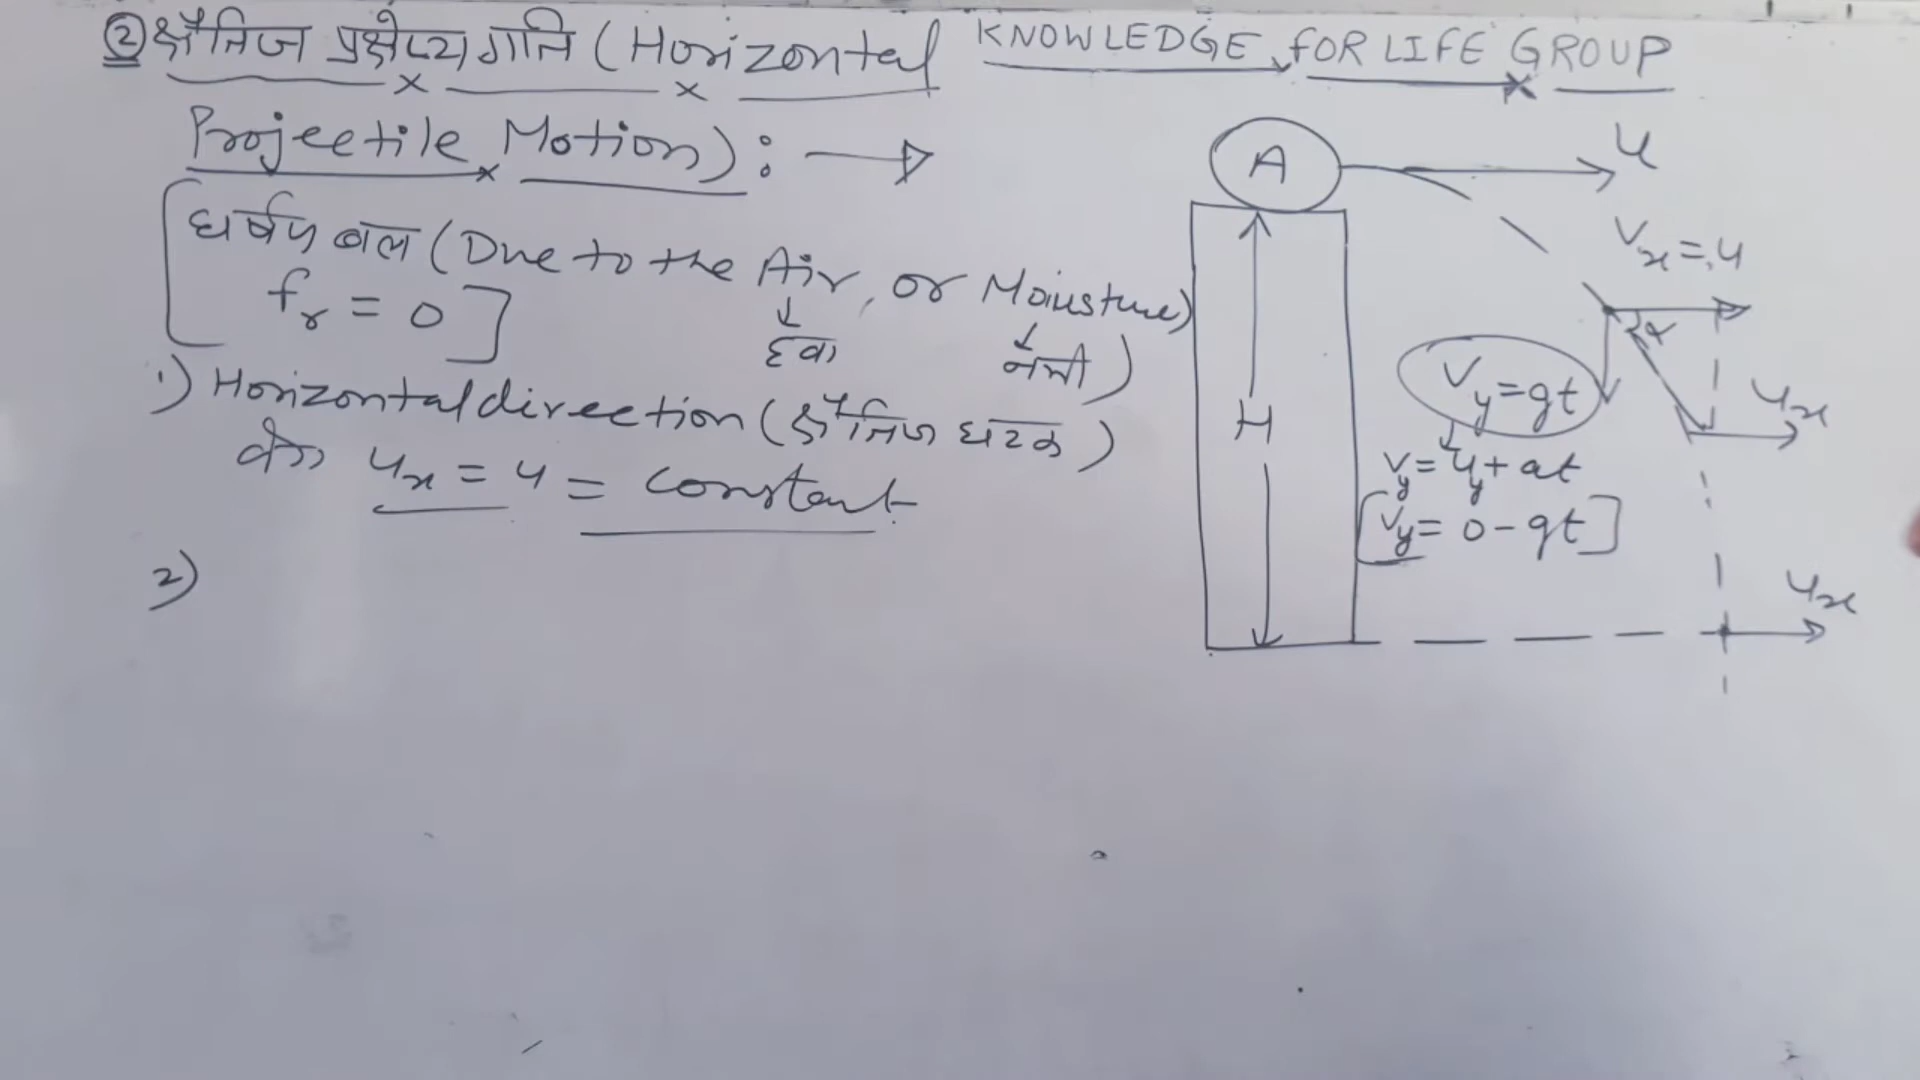 ② क्षैतिज प्रक्षेप्य गति (Horizontal
Projectile Motion) :
KNOWLEDGE FOR LIFE GROUP
[घर्षण बल (Due to the Air, or Moinsture)
हवा नमी )
fr = 0 ]
1) Horizontal direction (क्षैतिज घटक )
ux = u = constant
2)
A
u
H
Vx = u
α
Vy = gt
ux
Vy = uy + at
[Vy = 0 - gt]
ux